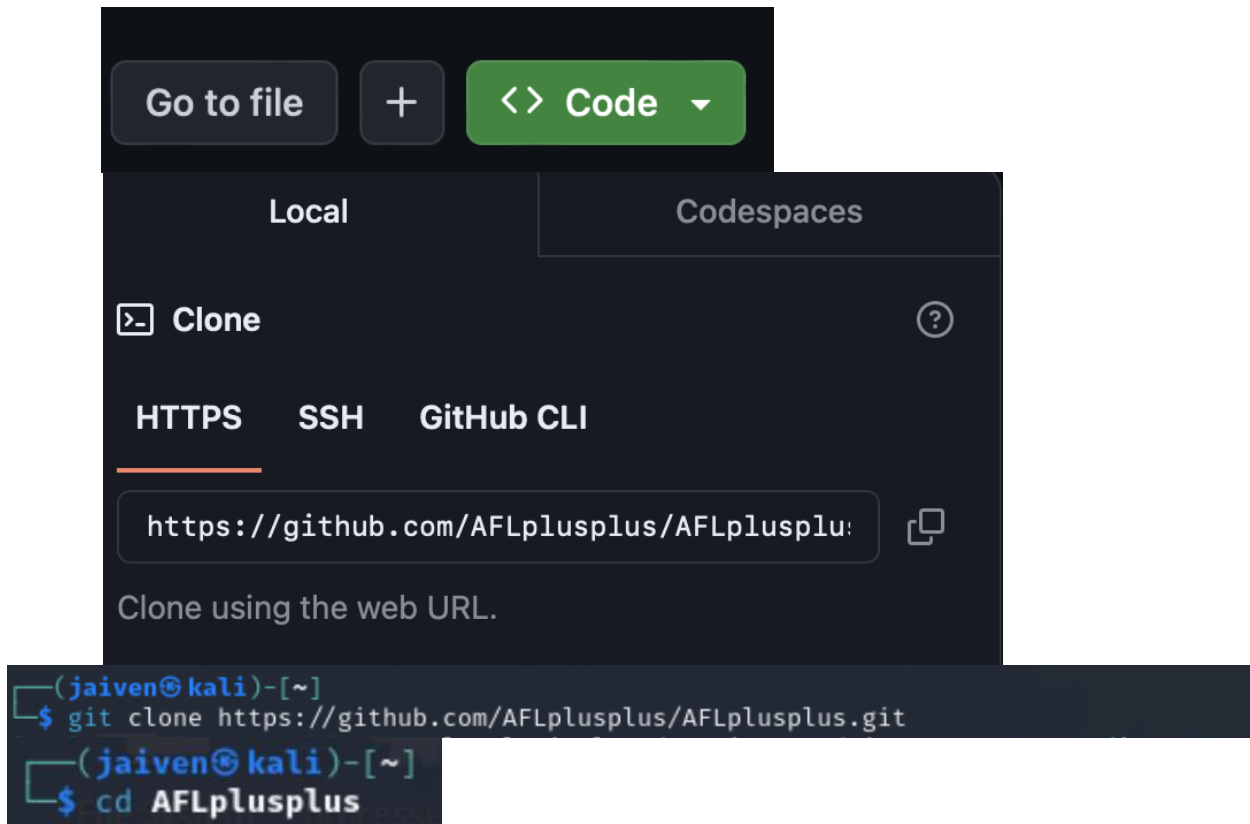 Go to file + <> Code
Local Codespaces
Clone
HTTPS SSH GitHub CLI
https://github.com/AFLplusplus/AFLplusplu
Clone using the web URL.
┌──(jaiven㉿kali)-[~]
└─$ git clone https://github.com/AFLplusplus/AFLplusplus.git
┌──(jaiven㉿kali)-[~]
└─$ cd AFLplusplus